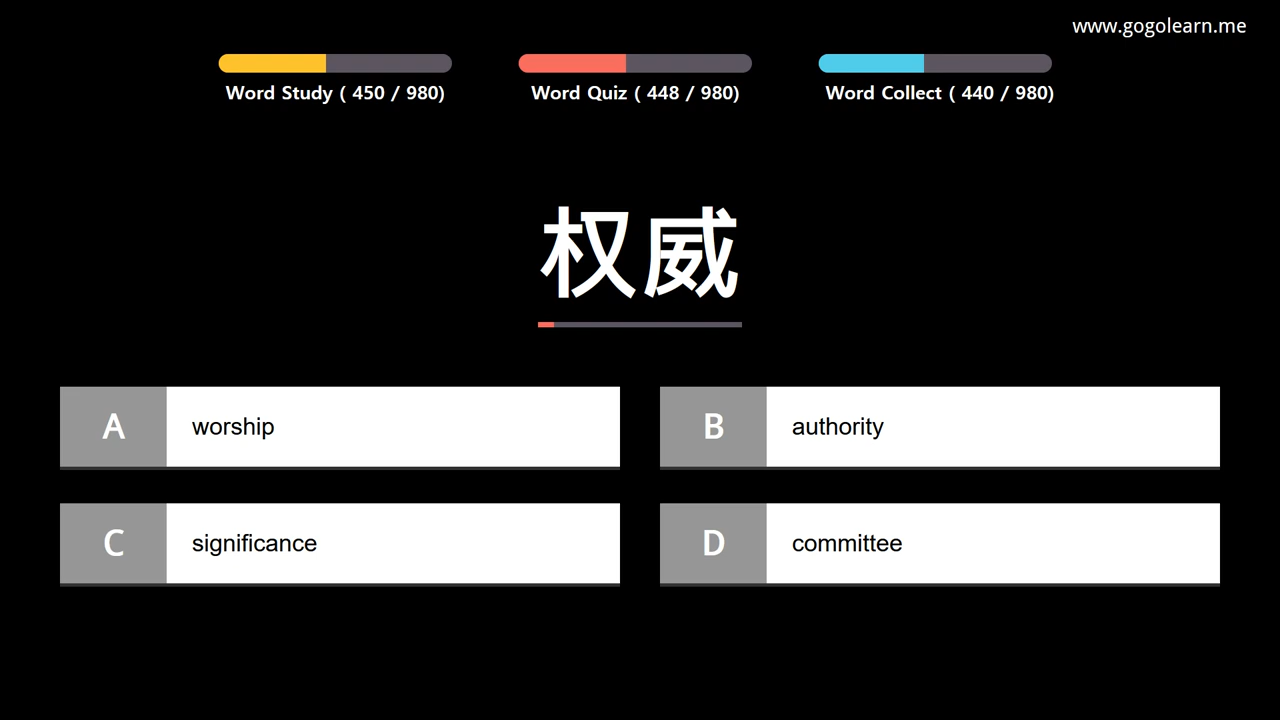 www.gogolearn.me
Word Study ( 450 / 980)
Word Quiz ( 448 / 980)
Word Collect ( 440 / 980)
权威
A worship
B authority
C significance
D committee